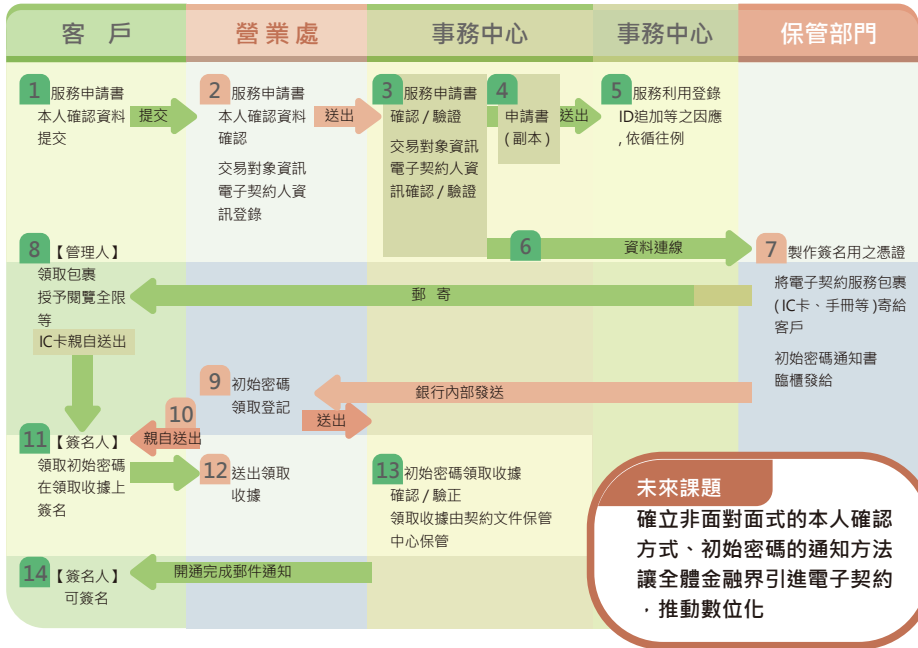 客 戶
營業處
事務中心
事務中心
保管部門
1 服務申請書
本人確認資料
提交
提交
2 服務申請書
本人確認資料
確認
交易對象資訊
電子契約人資
訊登錄
送出
3 服務申請書
確認 / 驗證
交易對象資訊
電子契約人資
訊確認 / 驗證
4
申請書
( 副本 )
送出
5 服務利用登錄
ID追加等之因應
, 依循往例
6 資料連線
7 製作簽名用之憑證
將電子契約服務包裹
( IC卡、手冊等 )寄給
客戶
初始密碼通知書
臨櫃發給
8 【管理人】
領取包裹
授予閱覽全限
等
IC卡親自送出
郵 寄
9 初始密碼
領取登記
銀行內部發送
送出
10
親自送出
11 【簽名人】
領取初始密碼
在領取收據上
簽名
12 送出領取
收據
13 初始密碼領取收據
確認 / 驗正
領取收據由契約文件保管
中心保管
14 【簽名人】
可簽名
開通完成郵件通知
未來課題
確立非面對面式的本人確認
方式、初始密碼的通知方法
讓全體金融界引進電子契約
‧推動數位化